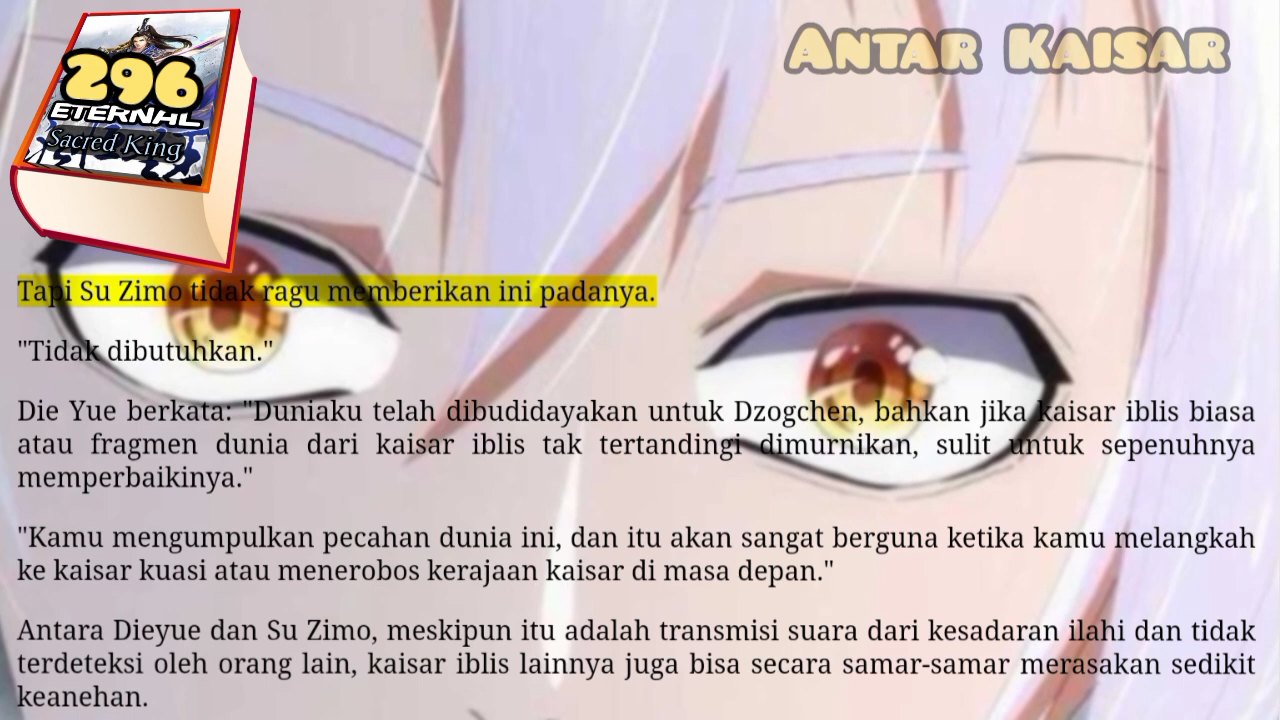 296
ETERNAL
Sacred King
ANTAR KAISAR
Tapi Su Zimo tidak ragu memberikan ini padanya.
"Tidak dibutuhkan."
Die Yue berkata: "Duniaku telah dibudidayakan untuk Dzogchen, bahkan jika kaisar iblis biasa
atau fragmen dunia dari kaisar iblis tak tertandingi dimurnikan, sulit untuk sepenuhnya
memperbaikinya."
"Kamu mengumpulkan pecahan dunia ini, dan itu akan sangat berguna ketika kamu melangkah
ke kaisar kuasi atau menerobos kerajaan kaisar di masa depan."
Antara Dieyue dan Su Zimo, meskipun itu adalah transmisi suara dari kesadaran ilahi dan tidak
terdeteksi oleh orang lain, kaisar iblis lainnya juga bisa secara samar-samar merasakan sedikit
keanehan.